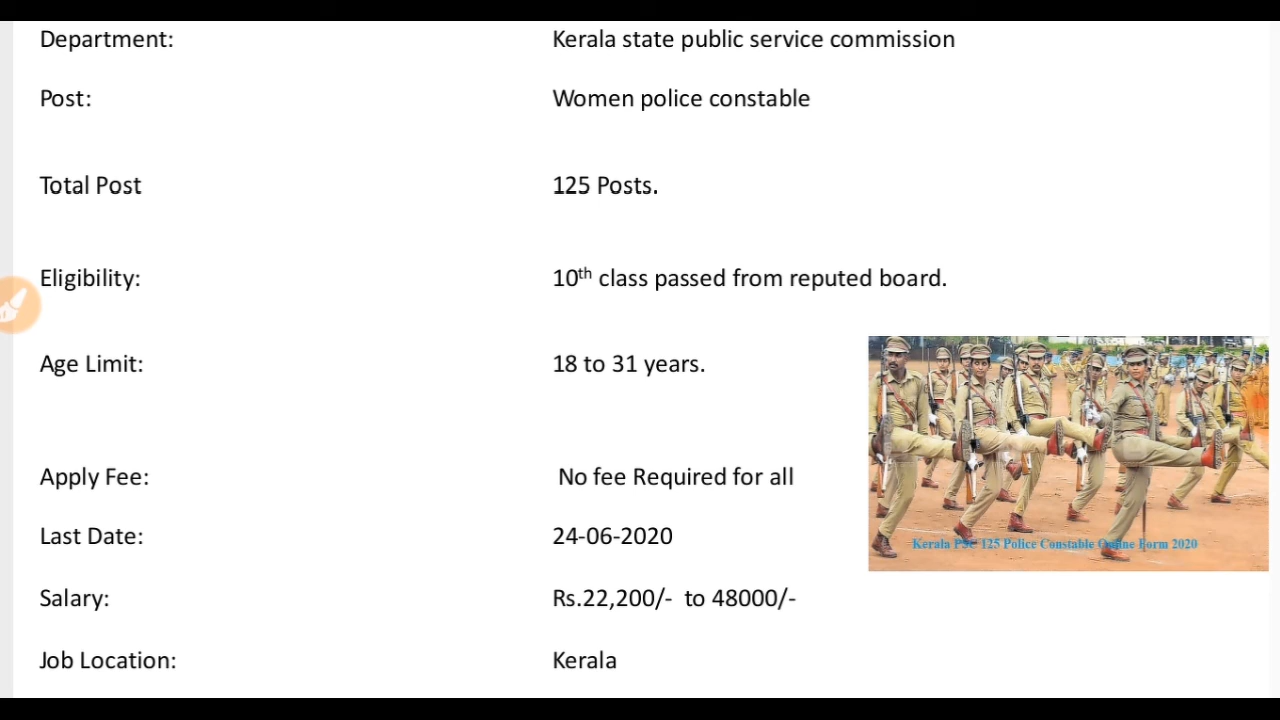 Department: Kerala state public service commission
Post: Women police constable
Total Post 125 Posts.
Eligibility: 10th class passed from reputed board.
Age Limit: 18 to 31 years.
Apply Fee: No fee Required for all
Last Date: 24-06-2020
Salary: Rs.22,200/- to 48000/-
Job Location: Kerala
Kerala PSC 125 Police Constable Online Form 2020